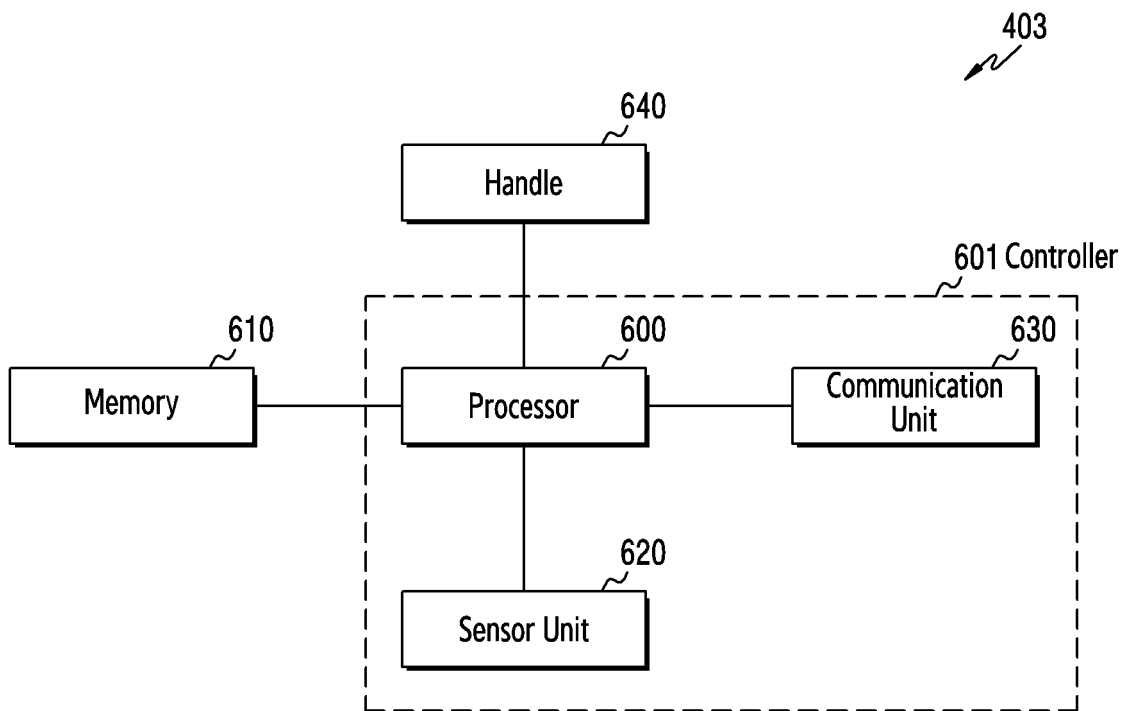 403
640
Handle
601 Controller
610
600
630
Memory
Processor
Communication
Unit
620
Sensor Unit